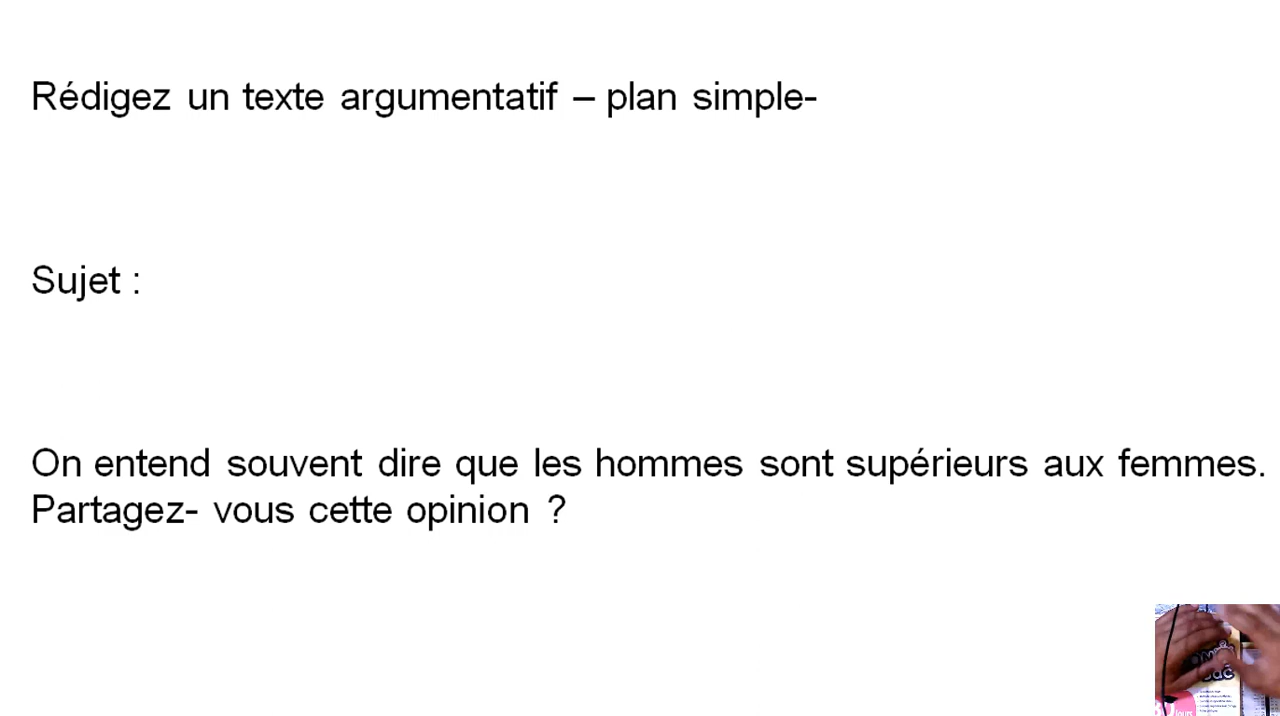 Rédigez un texte argumentatif – plan simple-
Sujet :
On entend souvent dire que les hommes sont supérieurs aux femmes.
Partagez- vous cette opinion ?